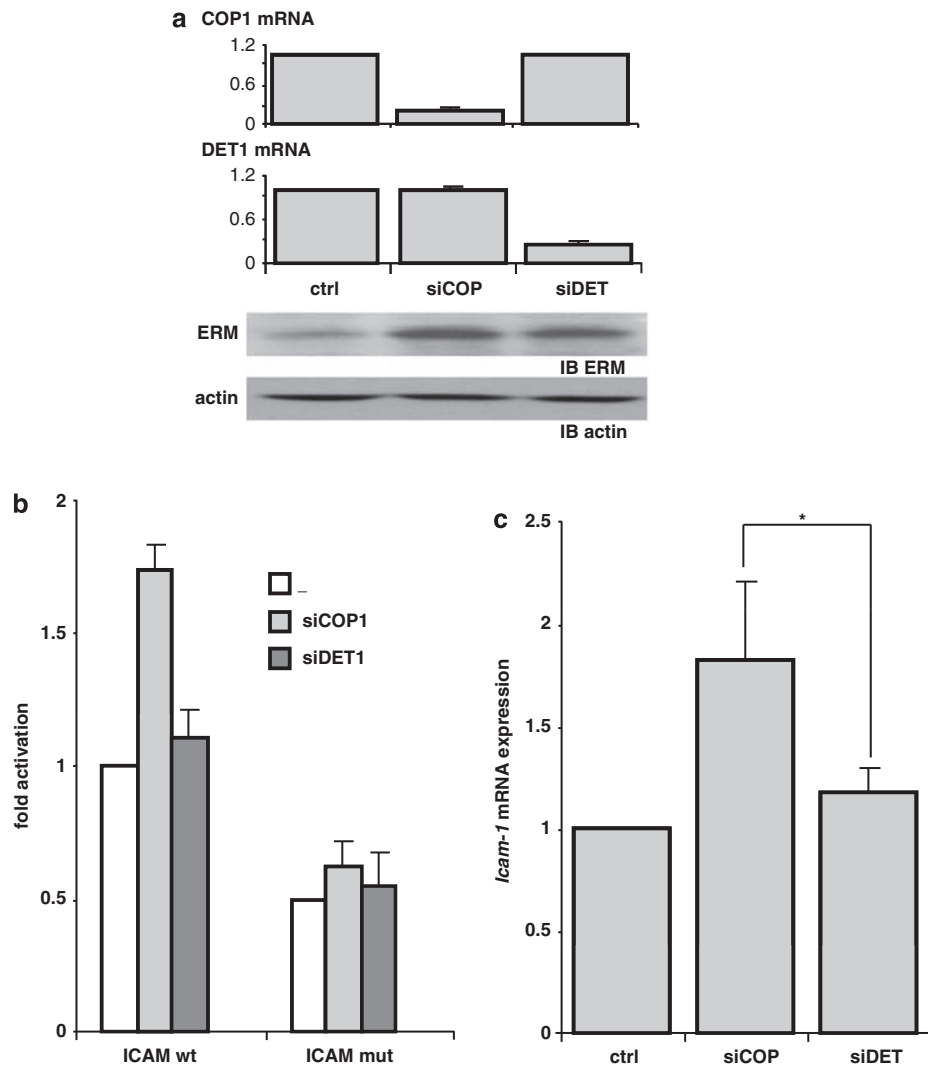 a COP1 mRNA
1.2
0.6
0
DET1 mRNA
1.2
0.6
0
ctrl siCOP siDET
ERM
IB ERM
actin
IB actin
b
2
1.5
1
0.5
0
fold activation
–
siCOP1
siDET1
ICAM wt ICAM mut
c
2.5
2
1.5
1
0.5
0
Icam-1 mRNA expression
*
ctrl siCOP siDET